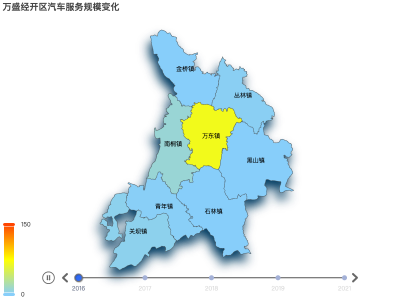 万盛经开区汽车服务规模变化
金桥镇
丛林镇
万东镇
南桐镇
黑山镇
青年镇
石林镇
关坝镇
150
0
2016
2017
2018
2019
2020
2021